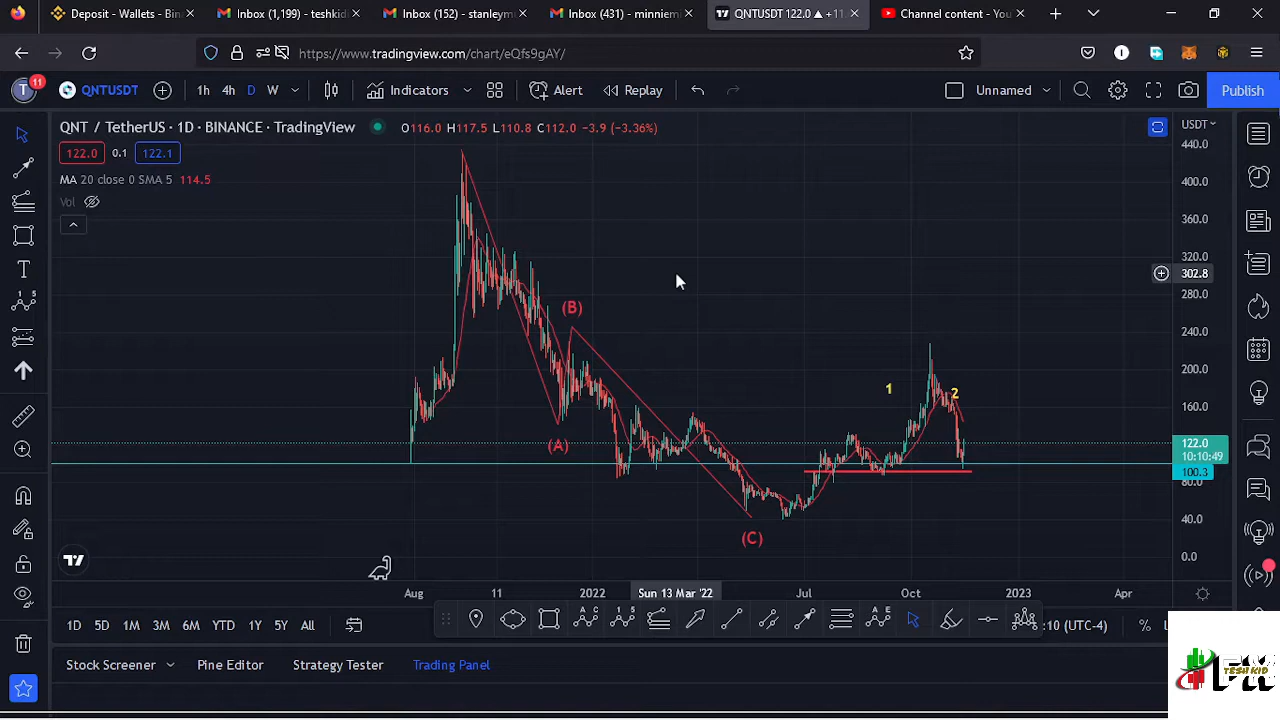 Deposit - Wallets - Bin
Inbox (1,199) - teshkidi
Inbox (152) - stanleymu
Inbox (431) - minniem
QNTUSDT 122.0 ▲ +11.
Channel content - You
https://www.tradingview.com/chart/eQfs9gAY/
T 11
QNTUSDT
1h 4h D W
Indicators
Alert
Replay
Unnamed
Publish
QNT / TetherUS · 1D · BINANCE · TradingView
O116.0 H117.5 L110.8 C112.0 -3.9 (-3.36%)
USDT
122.0 0.1 122.1
MA 20 close 0 SMA 5 114.5
Vol
440.0
400.0
360.0
320.0
302.8
280.0
240.0
200.0
160.0
122.0
10:10:49
100.3
80.0
40.0
0.0
(B)
(A)
(C)
1
2
Aug 11 2022 Sun 13 Mar '22 Jul Oct 2023 Apr
1D 5D 1M 3M 6M YTD 1Y 5Y All
:10 (UTC-4) %
Stock Screener
Pine Editor
Strategy Tester
Trading Panel
TESH KID